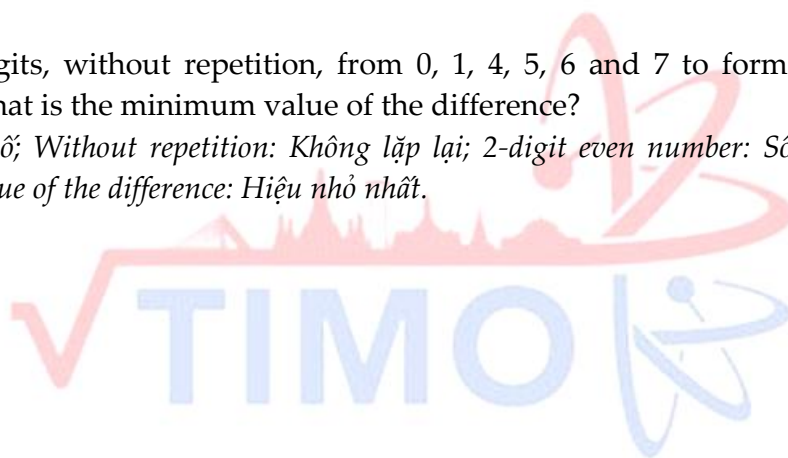 gits, without repetition, from 0, 1, 4, 5, 6 and 7 to form
hat is the minimum value of the difference?
ố; Without repetition: Không lặp lại; 2-digit even number: Số
ue of the difference: Hiệu nhỏ nhất.
TIMO